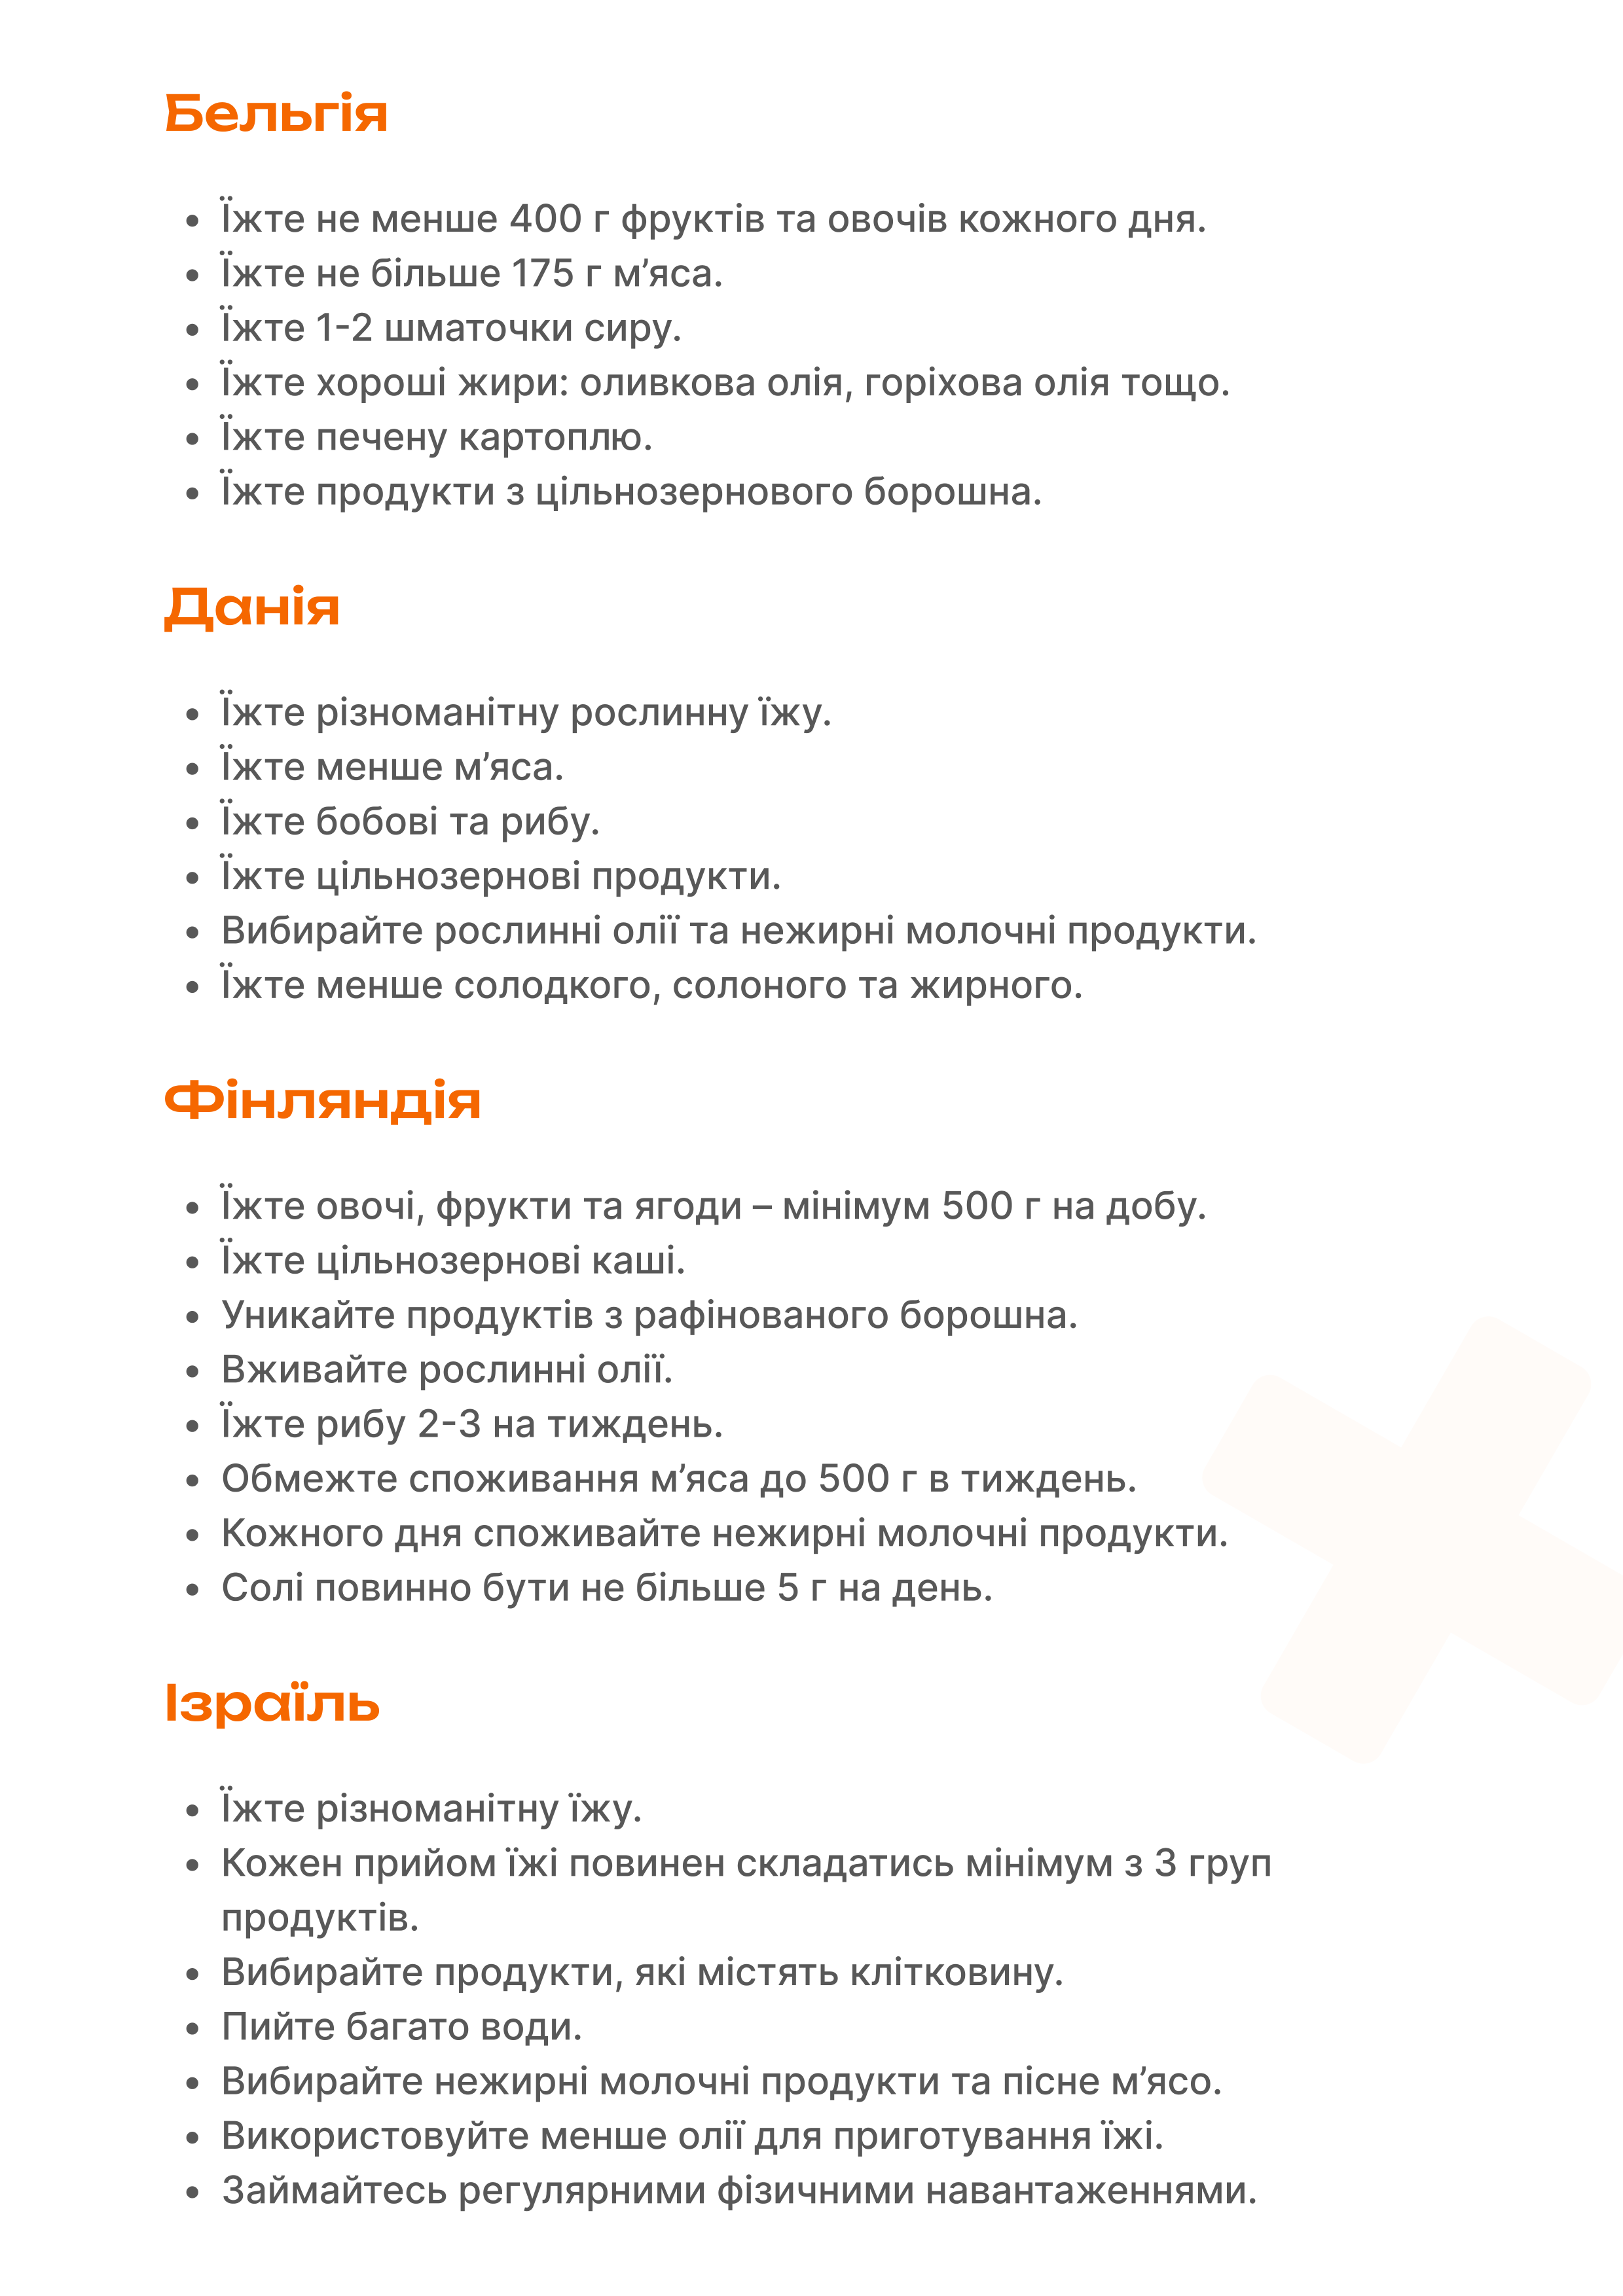 Бельгія
• Їжте не менше 400 г фруктів та овочів кожного дня.
• Їжте не більше 175 г м’яса.
• Їжте 1-2 шматочки сиру.
• Їжте хороші жири: оливкова олія, горіхова олія тощо.
• Їжте печену картоплю.
• Їжте продукти з цільнозернового борошна.
Данія
• Їжте різноманітну рослинну їжу.
• Їжте менше м’яса.
• Їжте бобові та рибу.
• Їжте цільнозернові продукти.
• Вибирайте рослинні олії та нежирні молочні продукти.
• Їжте менше солодкого, солоного та жирного.
Фінляндія
• Їжте овочі, фрукти та ягоди – мінімум 500 г на добу.
• Їжте цільнозернові каші.
• Уникайте продуктів з рафінованого борошна.
• Вживайте рослинні олії.
• Їжте рибу 2-3 на тиждень.
• Обмежте споживання м’яса до 500 г в тиждень.
• Кожного дня споживайте нежирні молочні продукти.
• Солі повинно бути не більше 5 г на день.
Ізраїль
• Їжте різноманітну їжу.
• Кожен прийом їжі повинен складатись мінімум з 3 груп
продуктів.
• Вибирайте продукти, які містять клітковину.
• Пийте багато води.
• Вибирайте нежирні молочні продукти та пісне м’ясо.
• Використовуйте менше олії для приготування їжі.
• Займайтесь регулярними фізичними навантаженнями.